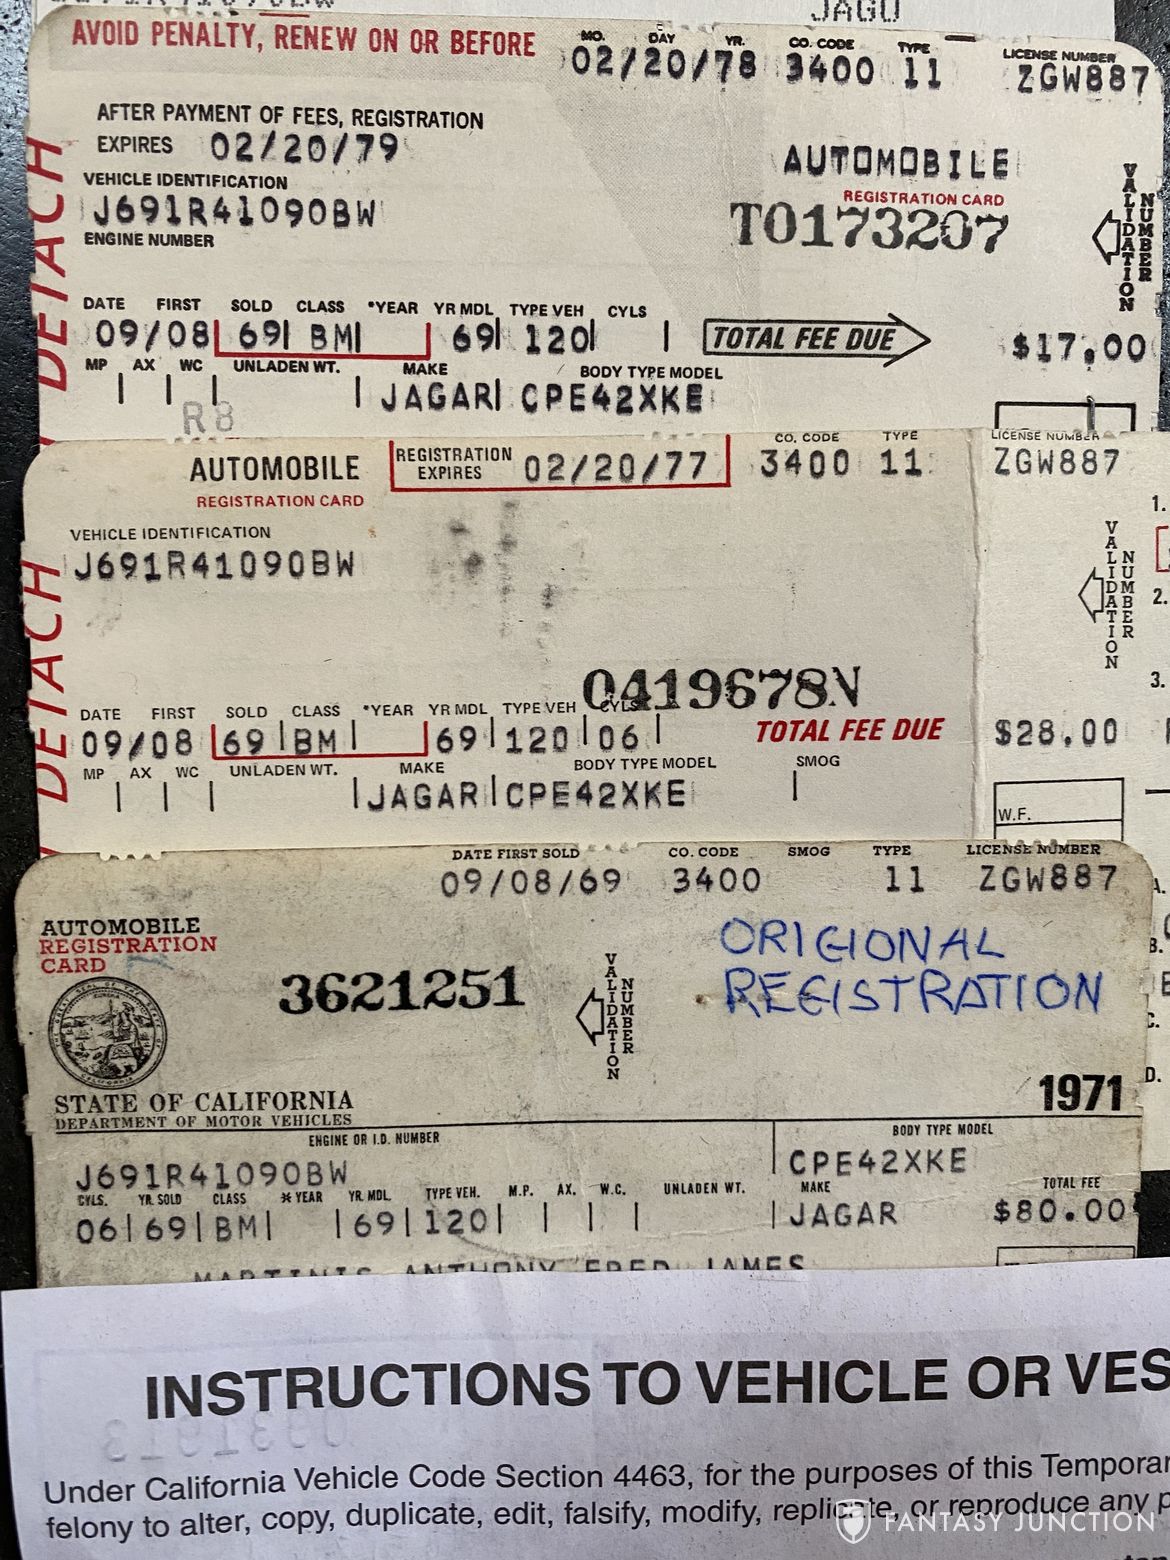 JAGU
AVOID PENALTY, RENEW ON OR BEFORE
MO. DAY YR. CO. CODE TYPE LICENSE NUMBER
02/20/78 3400 11 ZGW887
AFTER PAYMENT OF FEES, REGISTRATION
EXPIRES 02/20/79
AUTOMOBILE
VEHICLE IDENTIFICATION
REGISTRATION CARD
J691R41090BW
T0173207
VALIDATION NUMBER
ENGINE NUMBER
DETACH
DATE FIRST SOLD CLASS *YEAR YR MDL TYPE VEH CYLS
09/08 69 BM 69 120
TOTAL FEE DUE $17.00
MP AX WC UNLADEN WT. MAKE BODY TYPE MODEL
JAGAR CPE42XKE
R8
AUTOMOBILE
REGISTRATION CARD
REGISTRATION EXPIRES 02/20/77
CO. CODE TYPE LICENSE NUMBER
3400 11 ZGW887
1.
VEHICLE IDENTIFICATION
J691R41090BW
VALIDATION NUMBER
2.
DETACH
3.
0419678N
DATE FIRST SOLD CLASS *YEAR YR MDL TYPE VEH CYLS
09/08 69 BM 69 120 06
TOTAL FEE DUE $28.00
MP AX WC UNLADEN WT. MAKE BODY TYPE MODEL SMOG
JAGAR CPE42XKE
W.F.
DATE FIRST SOLD CO. CODE SMOG TYPE LICENSE NUMBER
09/08/69 3400 11 ZGW887
A.
AUTOMOBILE
REGISTRATION
CARD
ORIGIONAL
REGISTRATION
B.
3621251
VALIDATION NUMBER
C.
D.
1971
STATE OF CALIFORNIA
DEPARTMENT OF MOTOR VEHICLES
ENGINE OR I.D. NUMBER BODY TYPE MODEL
J691R41090BW CPE42XKE
CYLS. YR. SOLD CLASS * YEAR YR. MDL TYPE VEH. M.P. AX. W.C. UNLADEN WT. MAKE TOTAL FEE
06 69 BM 69 120 JAGAR $80.00
MARTINIS ANTHONY FRED JAMES
INSTRUCTIONS TO VEHICLE OR VES
Under California Vehicle Code Section 4463, for the purposes of this Temporar
felony to alter, copy, duplicate, edit, falsify, modify, replicate, or reproduce any p
FANTASY JUNCTION